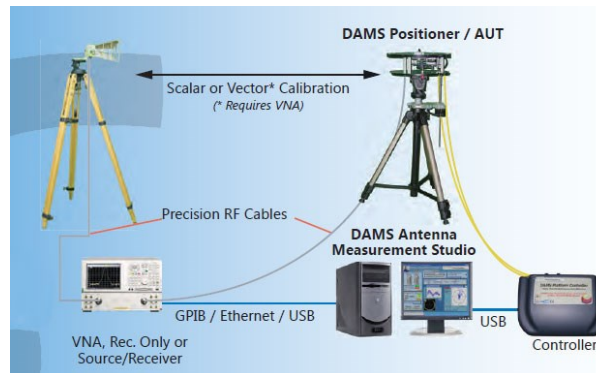 DAMS Positioner / AUT
Scalar or Vector* Calibration
(* Requires VNA)
Precision RF Cables
DAMS Antenna
Measurement Studio
GPIB / Ethernet / USB
USB
VNA, Rec. Only or
Source/Receiver
Controller